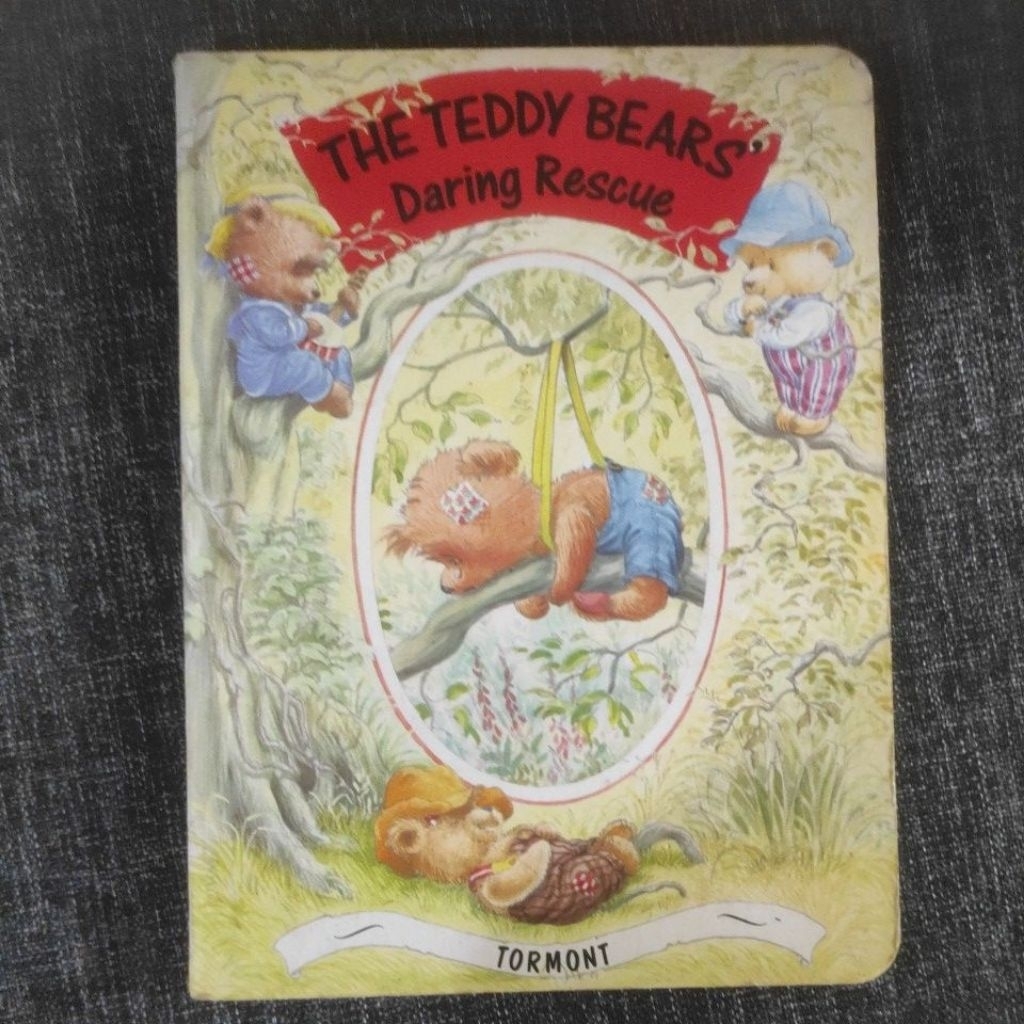 THE TEDDY BEARS'
Daring Rescue
TORMONT